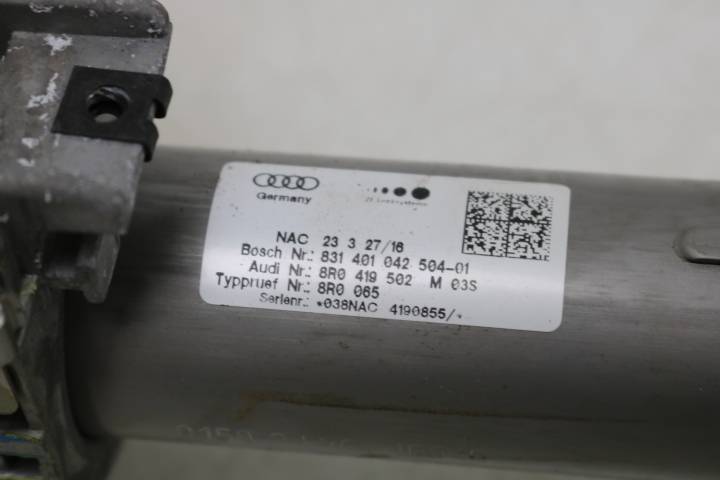 Germany
NAC 23 3 27/16
Bosch Nr.: 831 401 042 504-01
Audi Nr.: 8R0 419 502 M 03S
Typpruef Nr.: 8R0 065
Serienr.: *038NAC 4190855/*